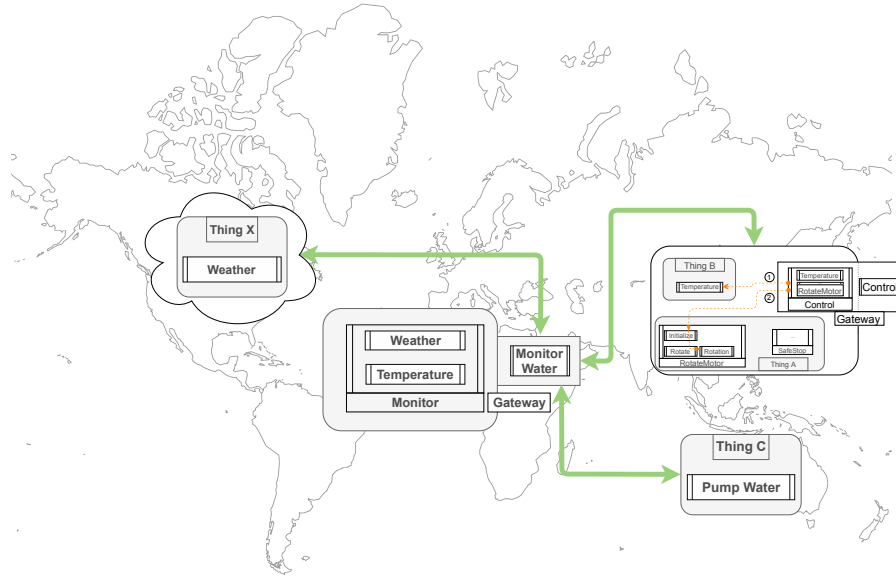 Thing X
Weather
Thing B
Temperature
①
②
Temperature
RotateMotor
Control
Control
Gateway
Initialize
Rotate
Rotation
RotateMotor
...
SafeStop
Thing A
Weather
Temperature
Monitor
Monitor
Water
Gateway
Thing C
Pump Water